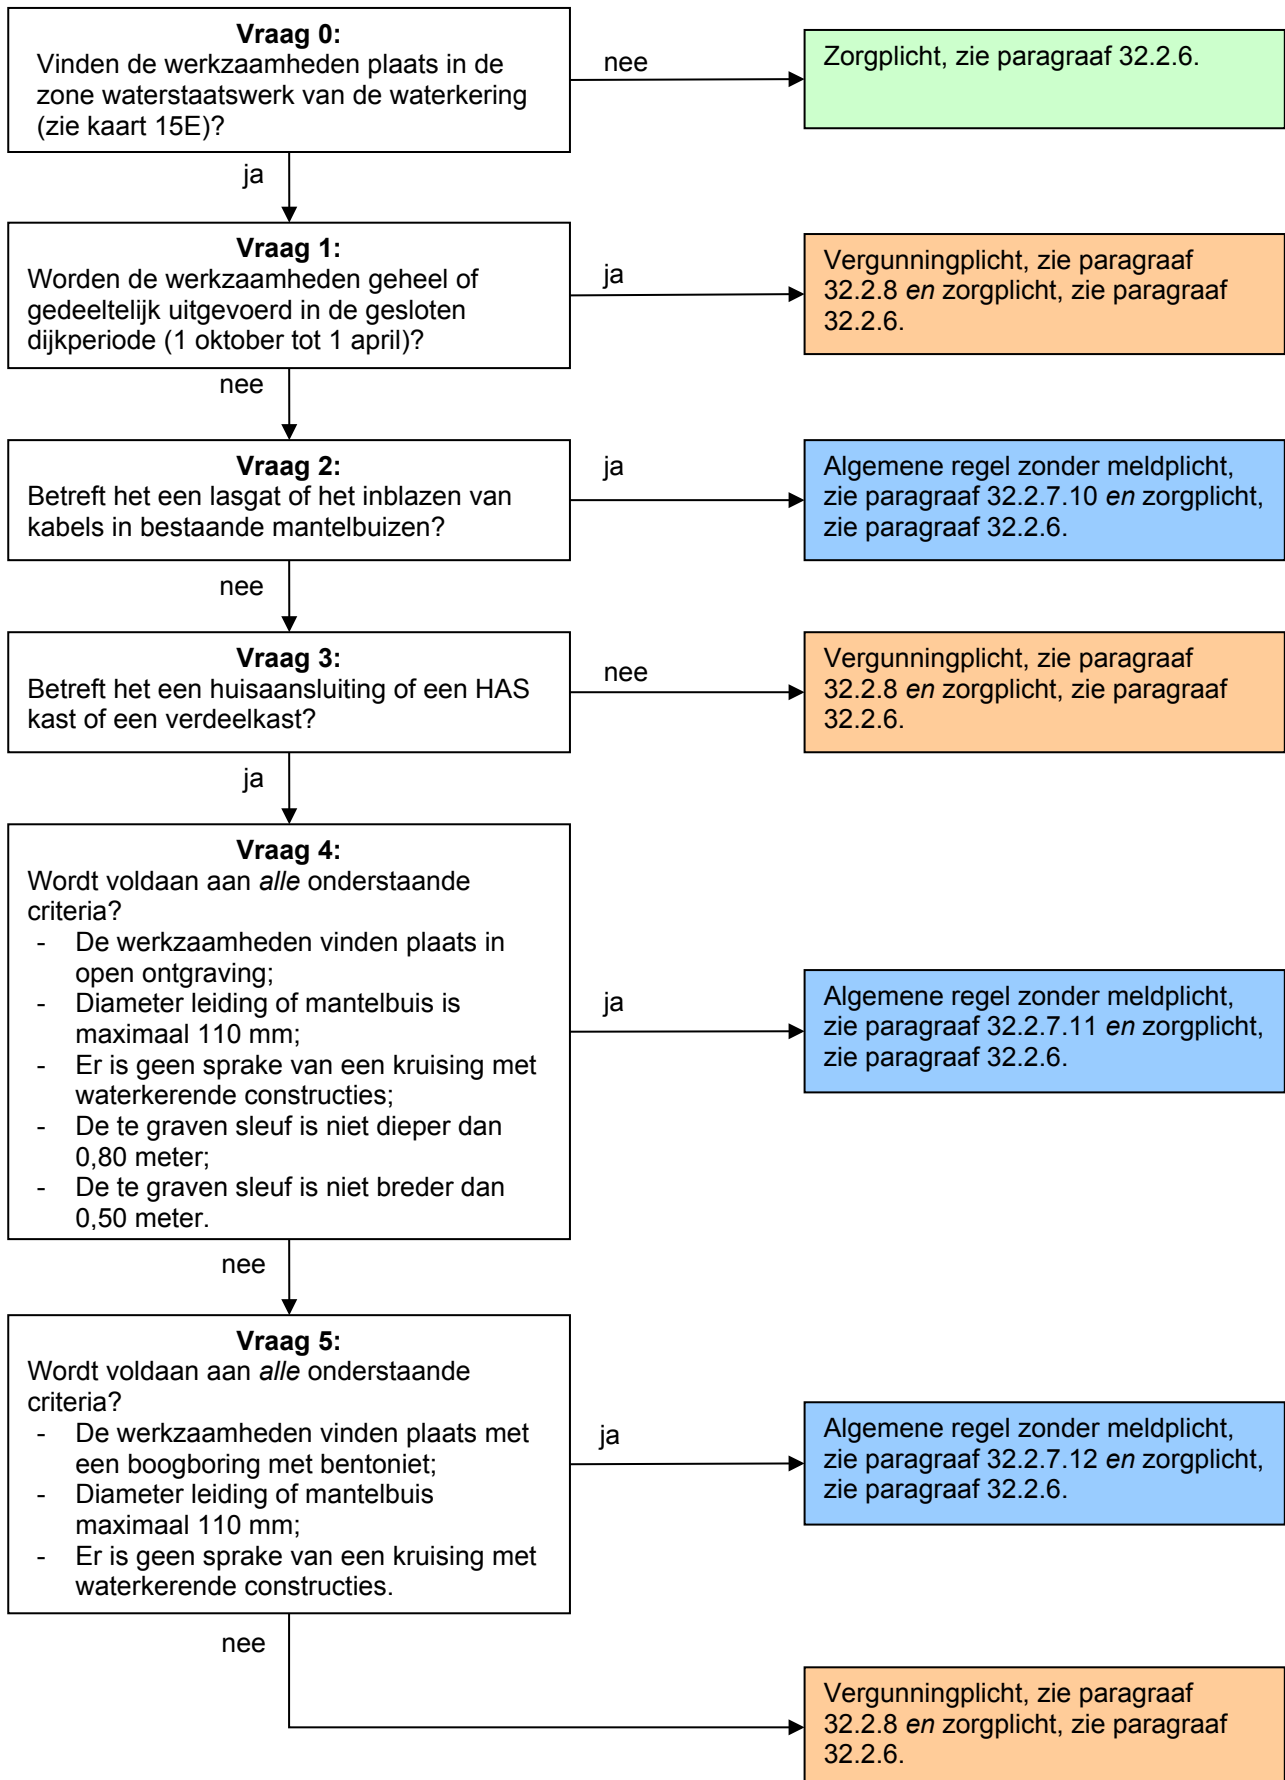 Vraag 0:
Vinden de werkzaamheden plaats in de
zone waterstaatswerk van de waterkering
(zie kaart 15E)?
nee
Zorgplicht, zie paragraaf 32.2.6.
ja
Vraag 1:
Worden de werkzaamheden geheel of
gedeeltelijk uitgevoerd in de gesloten
dijkperiode (1 oktober tot 1 april)?
ja
Vergunningplicht, zie paragraaf
32.2.8 en zorgplicht, zie paragraaf
32.2.6.
nee
Vraag 2:
Betreft het een lasgat of het inblazen van
kabels in bestaande mantelbuizen?
ja
Algemene regel zonder meldplicht,
zie paragraaf 32.2.7.10 en zorgplicht,
zie paragraaf 32.2.6.
nee
Vraag 3:
Betreft het een huisaansluiting of een HAS
kast of een verdeelkast?
nee
Vergunningplicht, zie paragraaf
32.2.8 en zorgplicht, zie paragraaf
32.2.6.
ja
Vraag 4:
Wordt voldaan aan alle onderstaande
criteria?
- De werkzaamheden vinden plaats in
open ontgraving;
- Diameter leiding of mantelbuis is
maximaal 110 mm;
- Er is geen sprake van een kruising met
waterkerende constructies;
- De te graven sleuf is niet dieper dan
0,80 meter;
- De te graven sleuf is niet breder dan
0,50 meter.
ja
Algemene regel zonder meldplicht,
zie paragraaf 32.2.7.11 en zorgplicht,
zie paragraaf 32.2.6.
nee
Vraag 5:
Wordt voldaan aan alle onderstaande
criteria?
- De werkzaamheden vinden plaats met
een boogboring met bentoniet;
- Diameter leiding of mantelbuis
maximaal 110 mm;
- Er is geen sprake van een kruising met
waterkerende constructies.
ja
Algemene regel zonder meldplicht,
zie paragraaf 32.2.7.12 en zorgplicht,
zie paragraaf 32.2.6.
nee
Vergunningplicht, zie paragraaf
32.2.8 en zorgplicht, zie paragraaf
32.2.6.